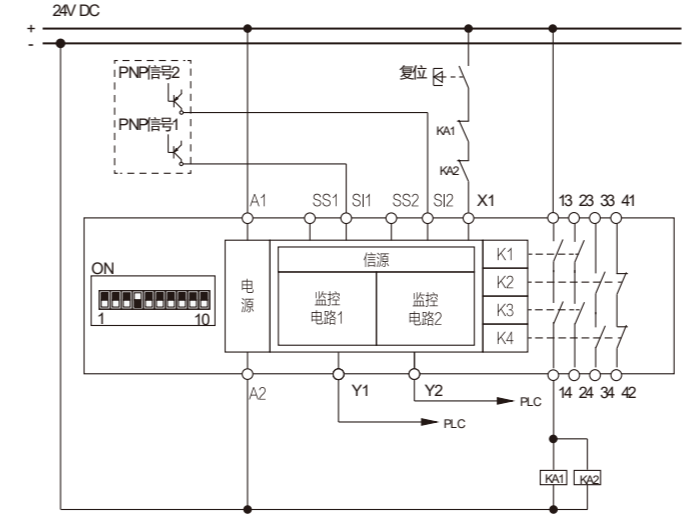 24V DC
+
-
PNP信号2
PNP信号1
复位
KA1
KA2
A1 SS1 SI1 SS2 SI2 X1 13 23 33 41
ON
1 10
电源
信源
监控电路1
监控电路2
K1
K2
K3
K4
A2 Y1 Y2 14 24 34 42
PLC
PLC
KA1 KA2